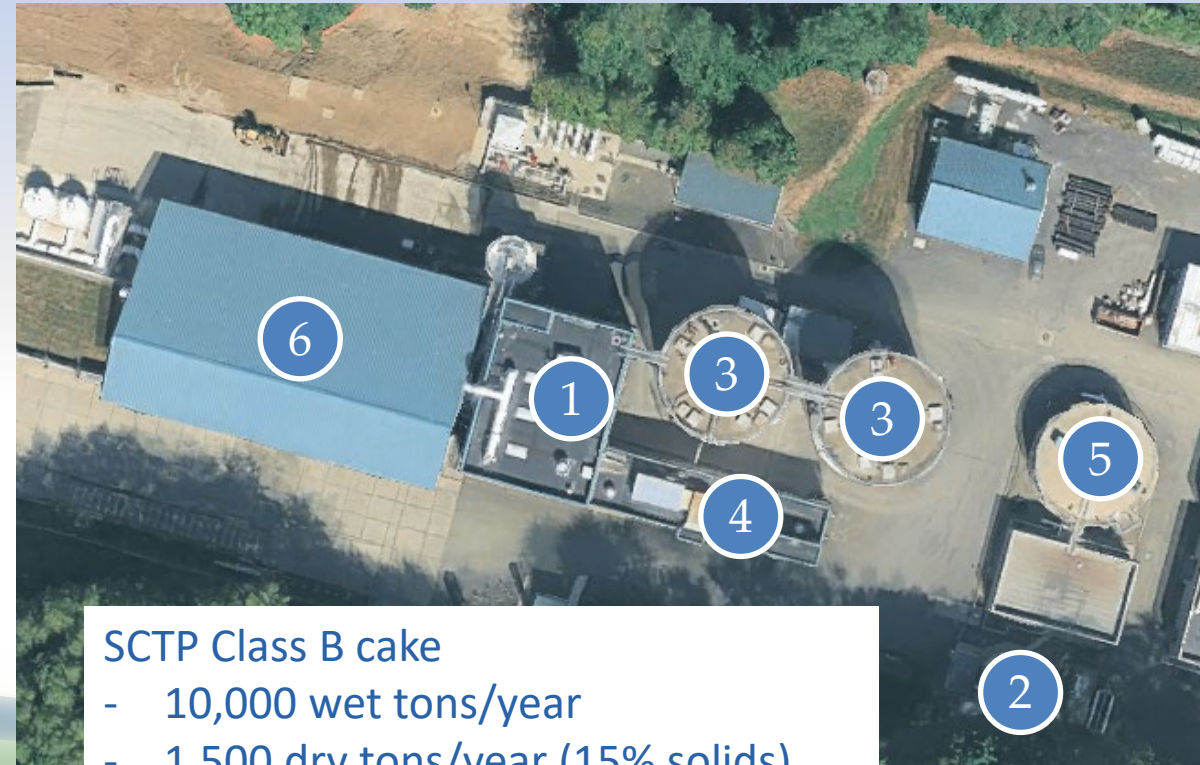 6
1
3
3
5
4
2
SCTP Class B cake
- 10,000 wet tons/year
- 1,500 dry tons/year (15% solids)